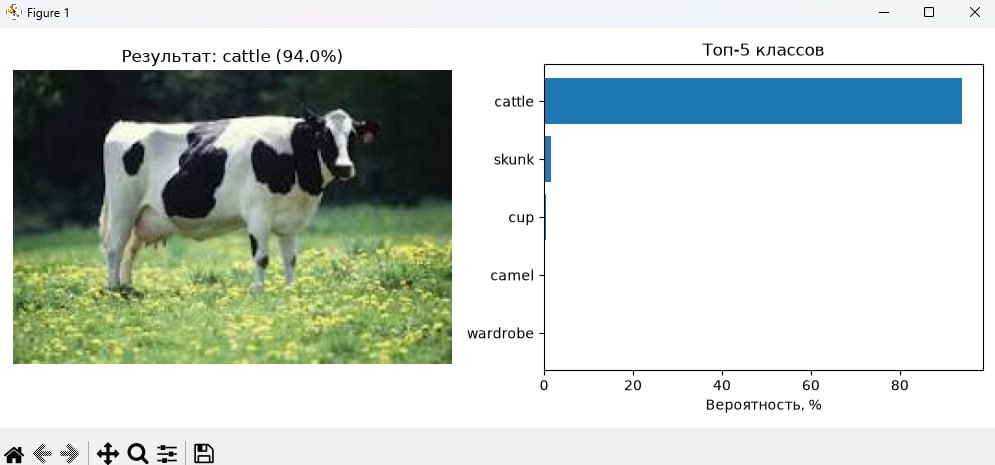 Figure 1
Результат: cattle (94.0%)
Топ-5 классов
cattle
skunk
cup
camel
wardrobe
0 20 40 60 80
Вероятность, %